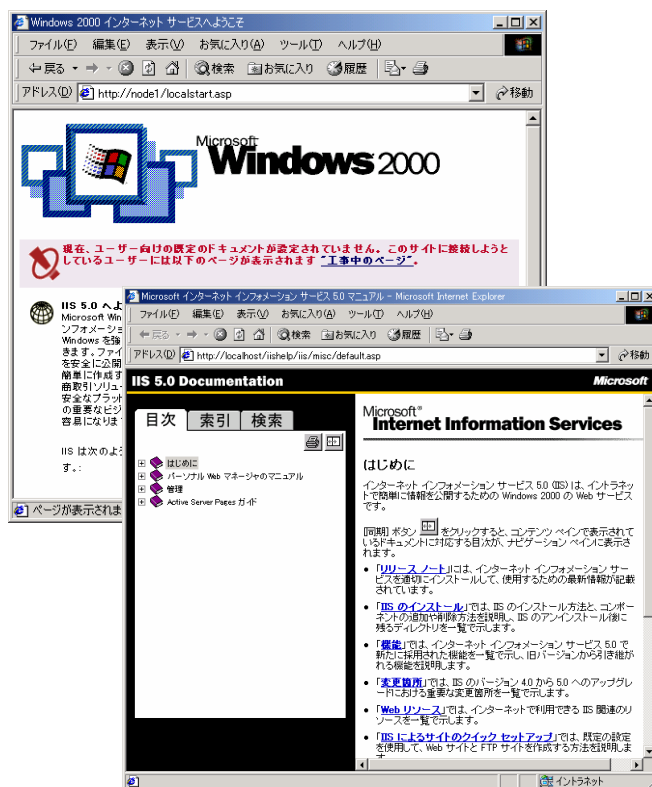 Windows 2000 インターネット サービスへようこそ
ファイル(F) 編集(E) 表示(V) お気に入り(A) ツール(T) ヘルプ(H)
戻る 検索 お気に入り 履歴
アドレス(D) http://node1/localstart.asp 移動
Microsoft
Windows 2000
現在、ユーザー向けの既定のドキュメントが設定されていません。このサイトに接続しようと
しているユーザーには以下のページが表示されます "工事中のページ"。
IIS 5.0 へよ
Microsoft Win
ンフォメーショ
Windows を強
きます。ファイ
を安全に公開
簡単に作成す
商取引ソリュー
安全なプラット
の重要なビジ
容易になりま
IIS は次のよう
す。:
ページが表示されま
Microsoft インターネット インフォメーション サービス 5.0 マニュアル - Microsoft Internet Explorer
ファイル(F) 編集(E) 表示(V) お気に入り(A) ツール(T) ヘルプ(H)
戻る 検索 お気に入り 履歴
アドレス(D) http://localhost/iishelp/iis/misc/default.asp 移動
IIS 5.0 Documentation Microsoft
目次 索引 検索
はじめに
パーソナル Web マネージャのマニュアル
管理
Active Server Pages ガイド
Microsoft®
Internet Information Services
はじめに
インターネット インフォメーション サービス 5.0 (IIS) は、イントラネッ
トで簡単に情報を公開するための Windows 2000 の Web サービス
です。
[同期] ボタン をクリックすると、コンテンツ ペインで表示されて
いるドキュメントに対応する目次が、ナビゲーション ペインに表示さ
れます。
• 「リリース ノート」には、インターネット インフォメーション サー
ビスを適切にインストールして、使用するための最新情報が記載
されています。
• 「IIS のインストール」では、IIS のインストール方法と、コンポー
ネントの追加や削除方法を説明し、IIS のアンインストール後に
残るディレクトリを一覧で示します。
• 「機能」では、インターネット インフォメーション サービス 5.0 で
新たに採用された機能を一覧で示し、旧バージョンから引き継が
れる機能を説明します。
• 「変更箇所」では、IIS のバージョン 4.0 から 5.0 へのアップグレ
ードにおける重要な変更箇所を一覧で示します。
• 「Web リソース」では、インターネットで利用できる IIS 関連のリ
ソースを一覧で示します。
• 「IIS によるサイトのクイック セットアップ」では、既定の設定
を使用して、Web サイトと FTP サイトを作成する方法を説明しま
イントラネット